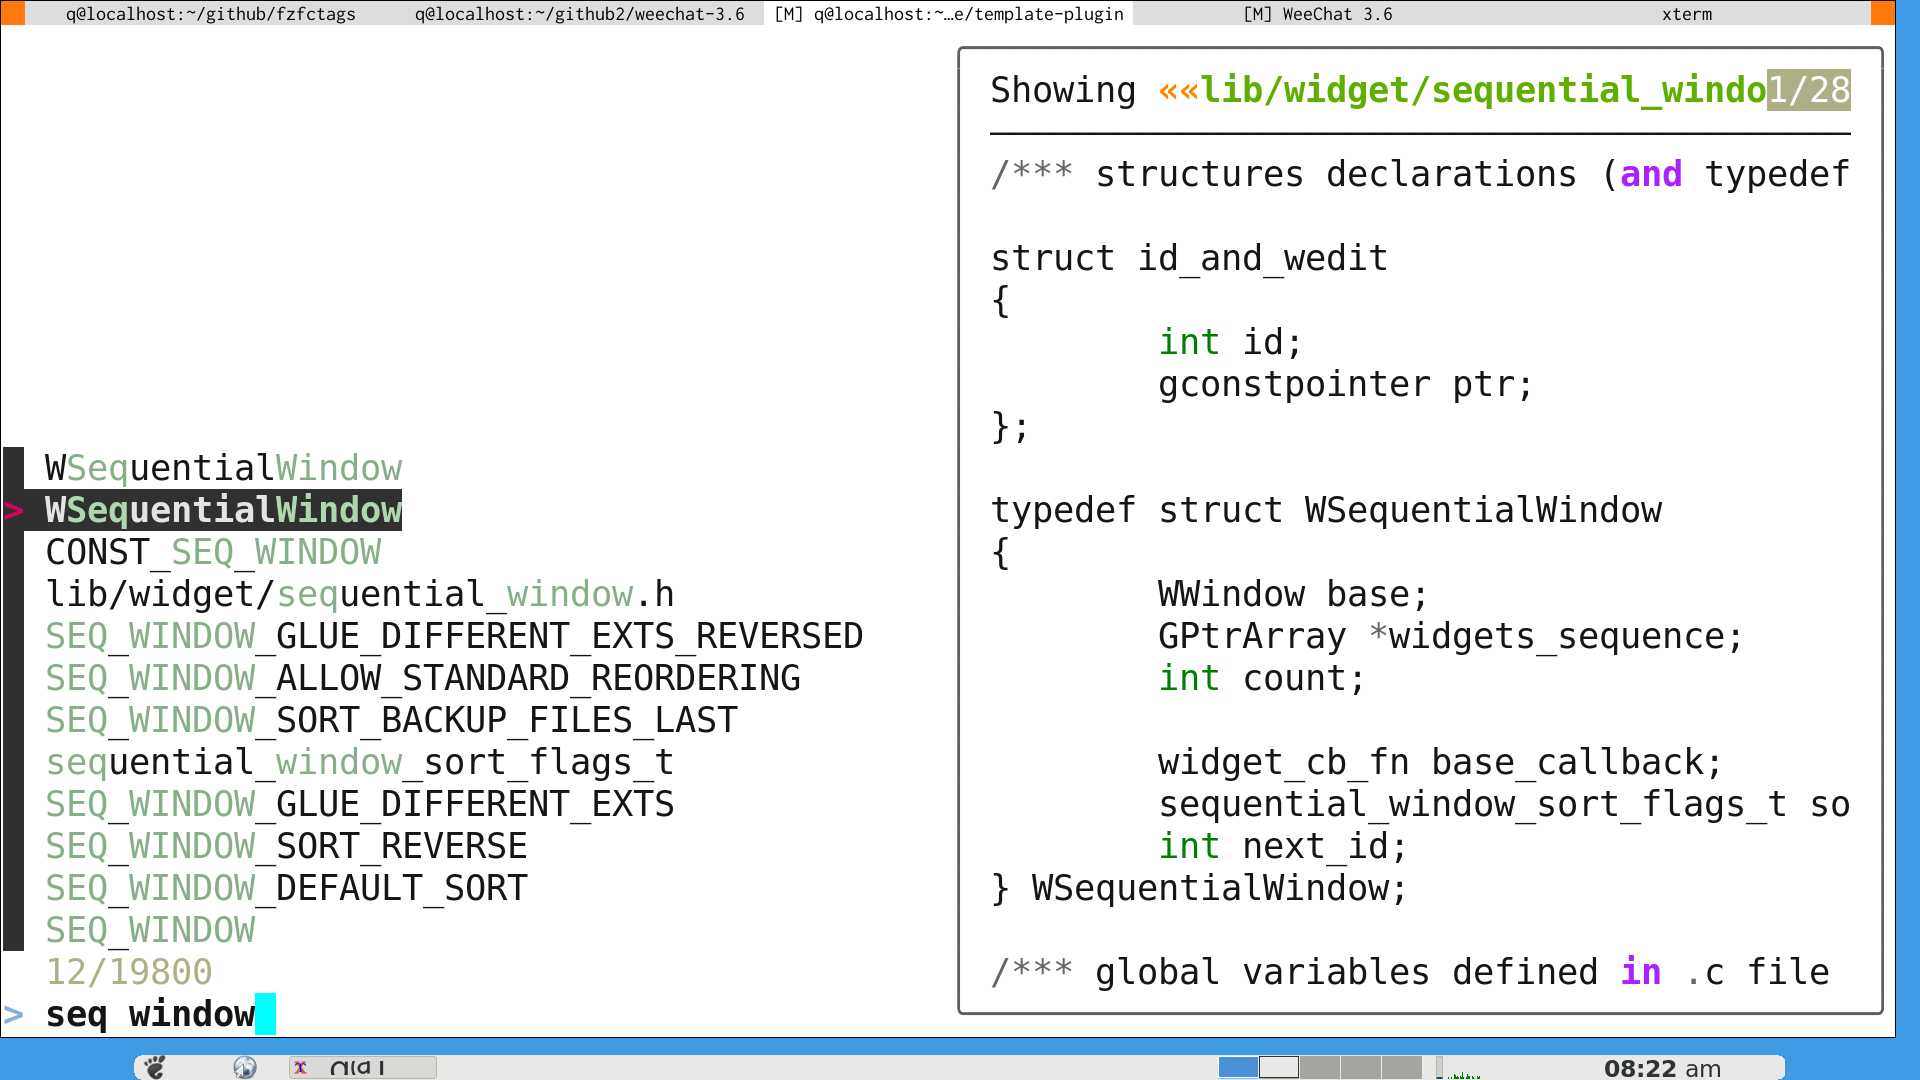 q@localhost:~/github/fzfctags
q@localhost:~/github2/weechat-3.6
[M] q@localhost:~…e/template-plugin
[M] WeeChat 3.6
xterm
WSequentialWindow
> WSequentialWindow
CONST_SEQ_WINDOW
lib/widget/sequential_window.h
SEQ_WINDOW_GLUE_DIFFERENT_EXTS_REVERSED
SEQ_WINDOW_ALLOW_STANDARD_REORDERING
SEQ_WINDOW_SORT_BACKUP_FILES_LAST
sequential_window_sort_flags_t
SEQ_WINDOW_GLUE_DIFFERENT_EXTS
SEQ_WINDOW_SORT_REVERSE
SEQ_WINDOW_DEFAULT_SORT
SEQ_WINDOW
12/19800
> seq window
Showing ««lib/widget/sequential_windo1/28
/*** structures declarations (and typedef
struct id_and_wedit
{
int id;
gconstpointer ptr;
};
typedef struct WSequentialWindow
{
WWindow base;
GPtrArray *widgets_sequence;
int count;
widget_cb_fn base_callback;
sequential_window_sort_flags_t so
int next_id;
} WSequentialWindow;
/*** global variables defined in .c file
08:22 am